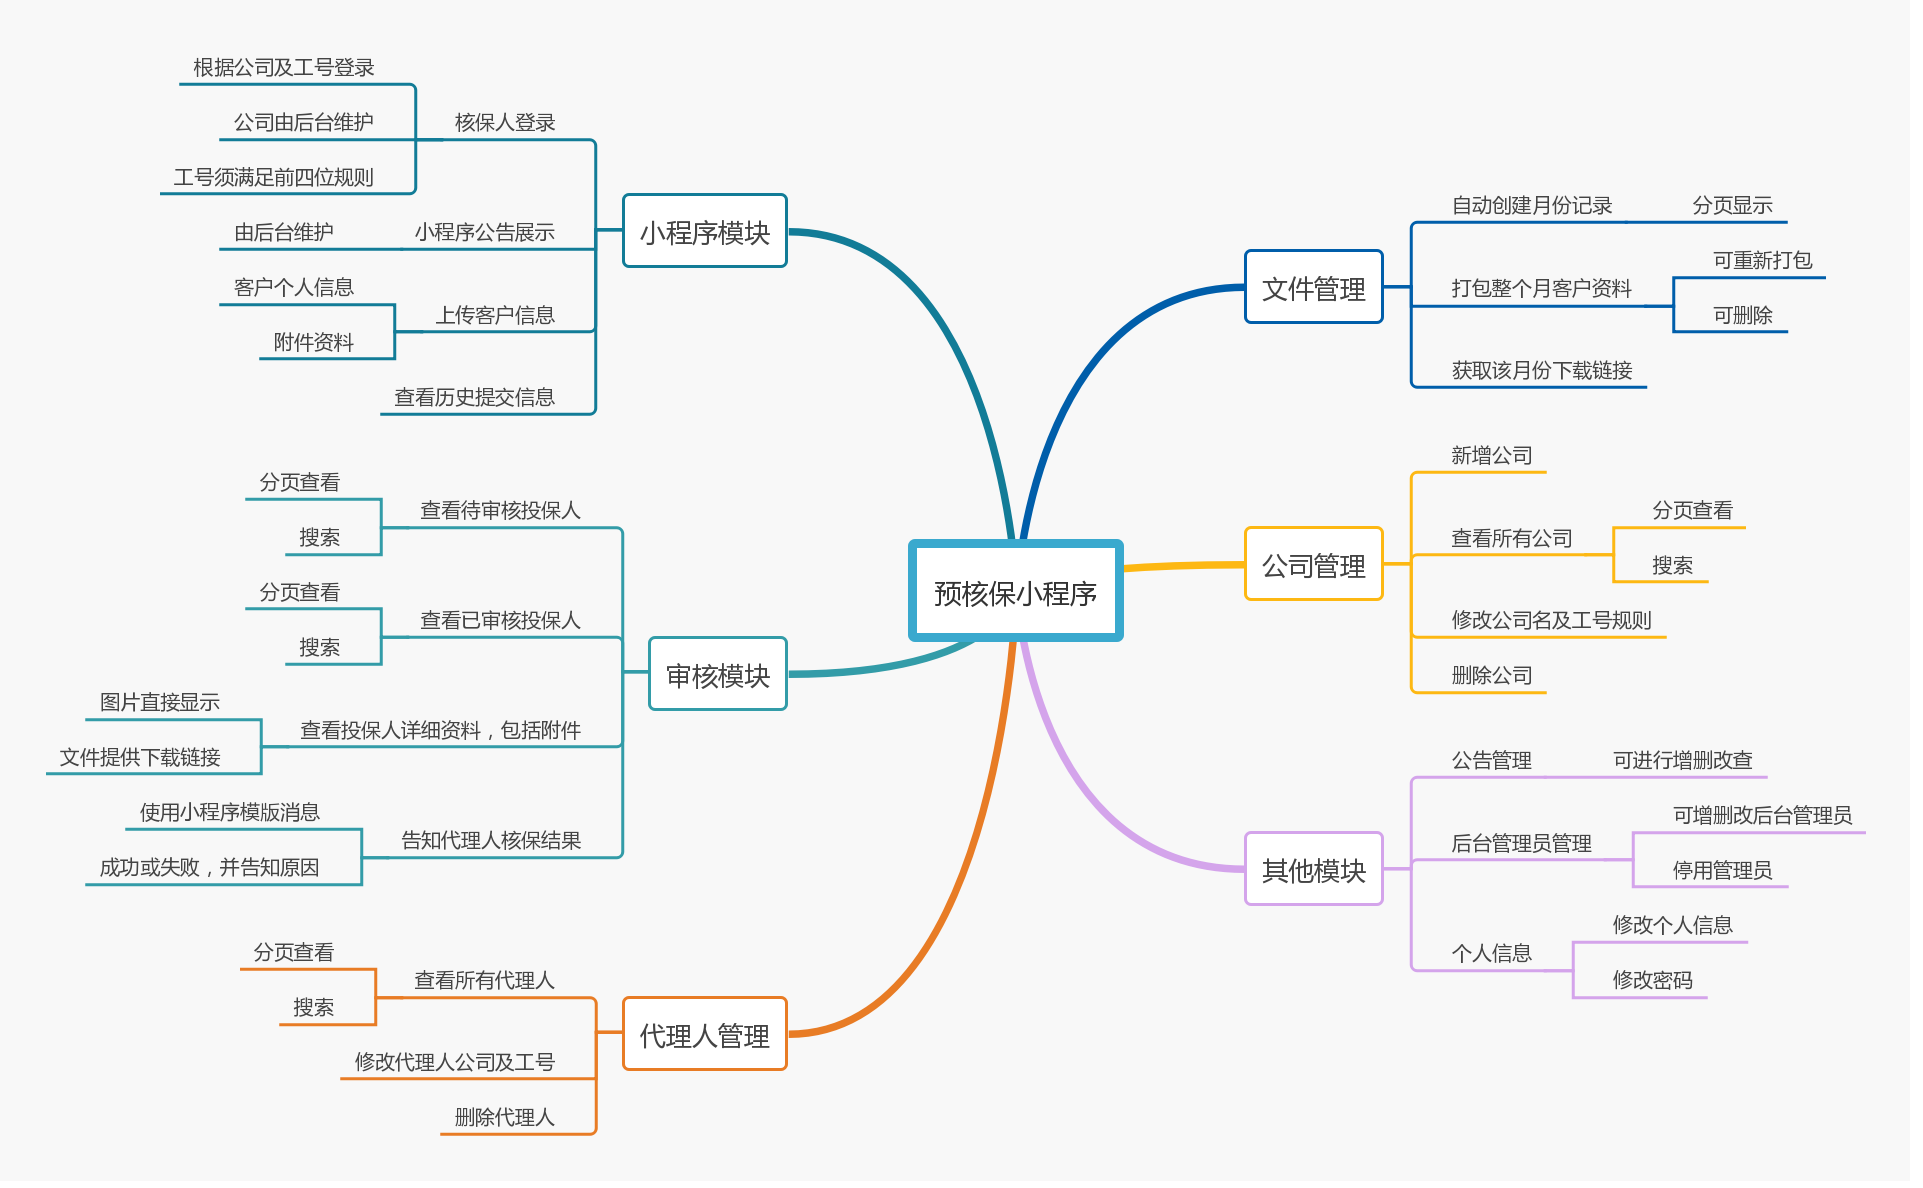 预核保小程序
小程序模块
核保人登录
根据公司及工号登录
公司由后台维护
工号须满足前四位规则
小程序公告展示
由后台维护
上传客户信息
客户个人信息
附件资料
查看历史提交信息
审核模块
查看待审核投保人
分页查看
搜索
查看已审核投保人
分页查看
搜索
查看投保人详细资料，包括附件
图片直接显示
文件提供下载链接
告知代理人核保结果
使用小程序模版消息
成功或失败，并告知原因
代理人管理
查看所有代理人
分页查看
搜索
修改代理人公司及工号
删除代理人
文件管理
自动创建月份记录
分页显示
打包整个月客户资料
可重新打包
可删除
获取该月份下载链接
公司管理
新增公司
查看所有公司
分页查看
搜索
修改公司名及工号规则
删除公司
其他模块
公告管理
可进行增删改查
后台管理员管理
可增删改后台管理员
停用管理员
个人信息
修改个人信息
修改密码